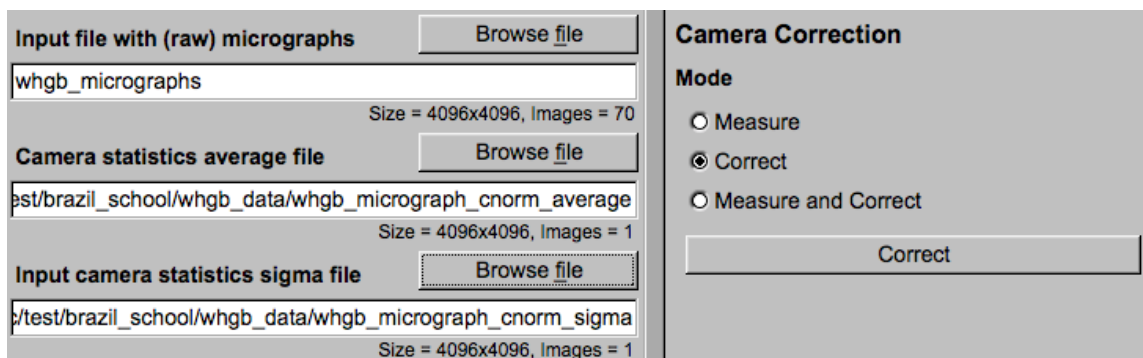 Input file with (raw) micrographs
Browse file
whgb_micrographs
Size = 4096x4096, Images = 70
Camera statistics average file
Browse file
est/brazil_school/whgb_data/whgb_micrograph_cnorm_average
Size = 4096x4096, Images = 1
Input camera statistics sigma file
Browse file
:/test/brazil_school/whgb_data/whgb_micrograph_cnorm_sigma
Size = 4096x4096, Images = 1
Camera Correction
Mode
Measure
Correct
Measure and Correct
Correct